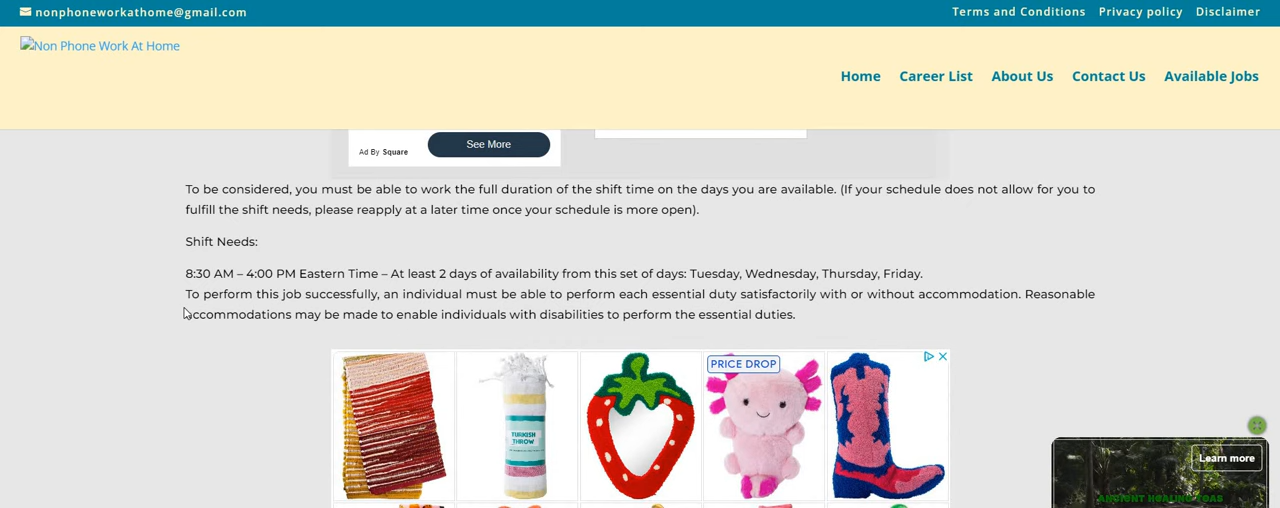 nonphoneworkathome@gmail.com
Terms and Conditions Privacy policy Disclaimer
Non Phone Work At Home
Home Career List About Us Contact Us Available Jobs
See More
Ad By Square
To be considered, you must be able to work the full duration of the shift time on the days you are available. (If your schedule does not allow for you to
fulfill the shift needs, please reapply at a later time once your schedule is more open).
Shift Needs:
8:30 AM – 4:00 PM Eastern Time – At least 2 days of availability from this set of days: Tuesday, Wednesday, Thursday, Friday.
To perform this job successfully, an individual must be able to perform each essential duty satisfactorily with or without accommodation. Reasonable
accommodations may be made to enable individuals with disabilities to perform the essential duties.
PRICE DROP
TURKISH
THROW
Learn more
ANCIENT HEALING TEAS